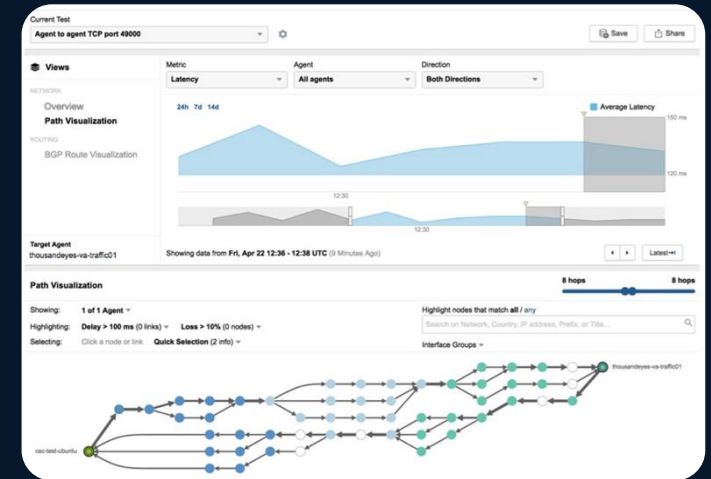 Current Test
Agent to agent TCP port 49000
Save
Share
Views
NETWORK
Overview
Path Visualization
ROUTING
BGP Route Visualization
Target Agent
thousandeyes-va-traffic01
Metric
Agent
Direction
Latency
All agents
Both Directions
24h 7d 14d
Average Latency
150 ms
120 ms
12:30
12:30
Showing data from Fri, Apr 22 12:36 - 12:38 UTC (9 Minutes Ago)
Latest
Path Visualization
8 hops
8 hops
Showing: 1 of 1 Agent
Highlighting: Delay > 100 ms (0 links) Loss > 10% (0 nodes)
Selecting: Click a node or link Quick Selection (2 info)
Highlight nodes that match all / any
Search on Network, Country, IP address, Prefix, or Title...
Interface Groups
thousandeyes-va-traffic01
csc-test-ubuntu